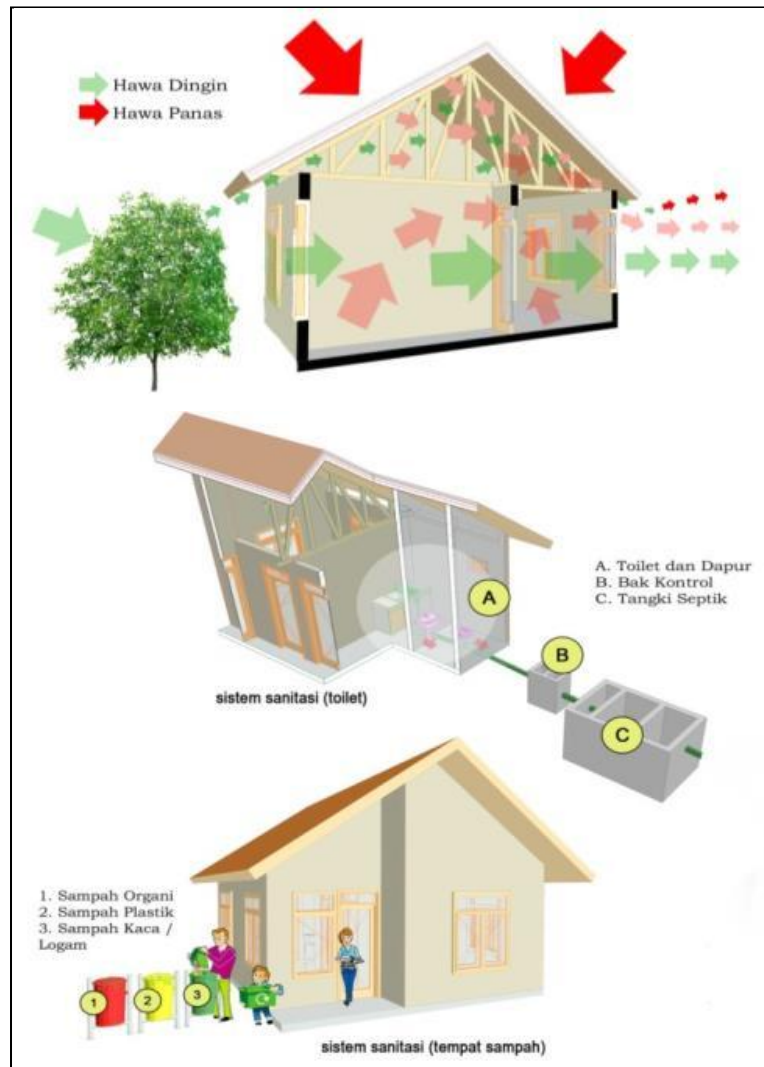 Hawa Dingin
Hawa Panas
A. Toilet dan Dapur
B. Bak Kontrol
C. Tangki Septik
A
B
C
sistem sanitasi (toilet)
1. Sampah Organi
2. Sampah Plastik
3. Sampah Kaca /
Logam
1
2
3
sistem sanitasi (tempat sampah)